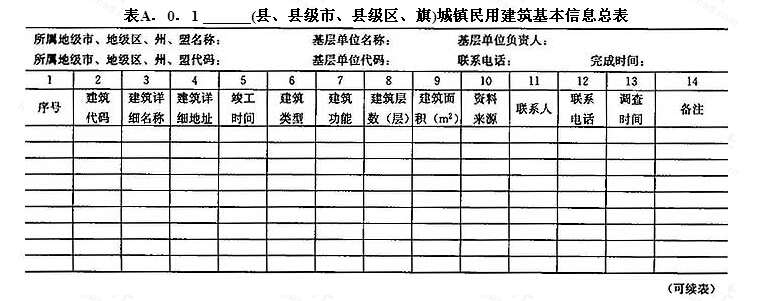 表A. 0. 1 ______(县、县级市、县级区、旗)城镇民用建筑基本信息总表
所属地级市、地级区、州、盟名称： 基层单位名称： 基层单位负责人：
所属地级市、地级区、州、盟代码： 基层单位代码： 联系电话： 完成时间：
1 2 3 4 5 6 7 8 9 10 11 12 13 14
序号 建筑代码 建筑详细名称 建筑详细地址 竣工时间 建筑类型 建筑功能 建筑层数（层） 建筑面积（m²） 资料来源 联系人 联系电话 调查时间 备注
（可续表）